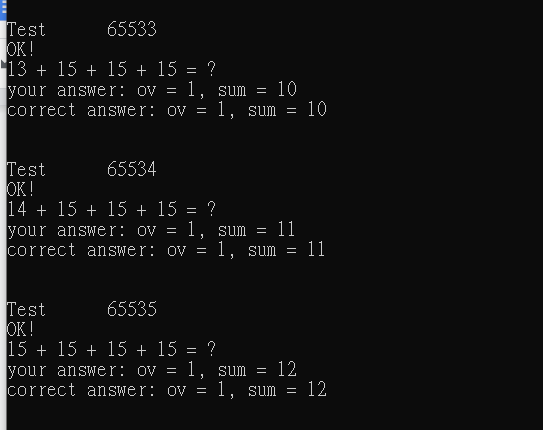 Test 65533
OK!
13 + 15 + 15 + 15 = ?
your answer: ov = 1, sum = 10
correct answer: ov = 1, sum = 10
Test 65534
OK!
14 + 15 + 15 + 15 = ?
your answer: ov = 1, sum = 11
correct answer: ov = 1, sum = 11
Test 65535
OK!
15 + 15 + 15 + 15 = ?
your answer: ov = 1, sum = 12
correct answer: ov = 1, sum = 12